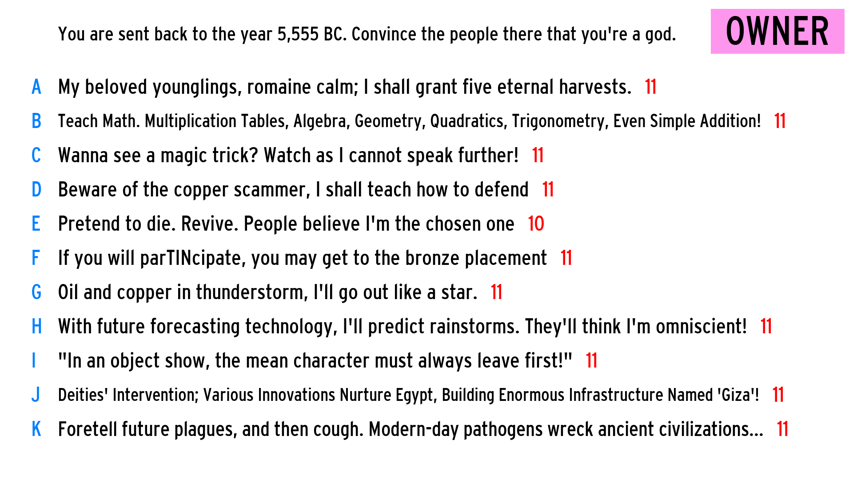 You are sent back to the year 5,555 BC. Convince the people there that you're a god.
OWNER
A My beloved younglings, romaine calm; I shall grant five eternal harvests. 11
B Teach Math. Multiplication Tables, Algebra, Geometry, Quadratics, Trigonometry, Even Simple Addition! 11
C Wanna see a magic trick? Watch as I cannot speak further! 11
D Beware of the copper scammer, I shall teach how to defend 11
E Pretend to die. Revive. People believe I'm the chosen one 10
F If you will parTINcipate, you may get to the bronze placement 11
G Oil and copper in thunderstorm, I'll go out like a star. 11
H With future forecasting technology, I'll predict rainstorms. They'll think I'm omniscient! 11
I "In an object show, the mean character must always leave first!" 11
J Deities' Intervention; Various Innovations Nurture Egypt, Building Enormous Infrastructure Named 'Giza'! 11
K Foretell future plagues, and then cough. Modern-day pathogens wreck ancient civilizations... 11